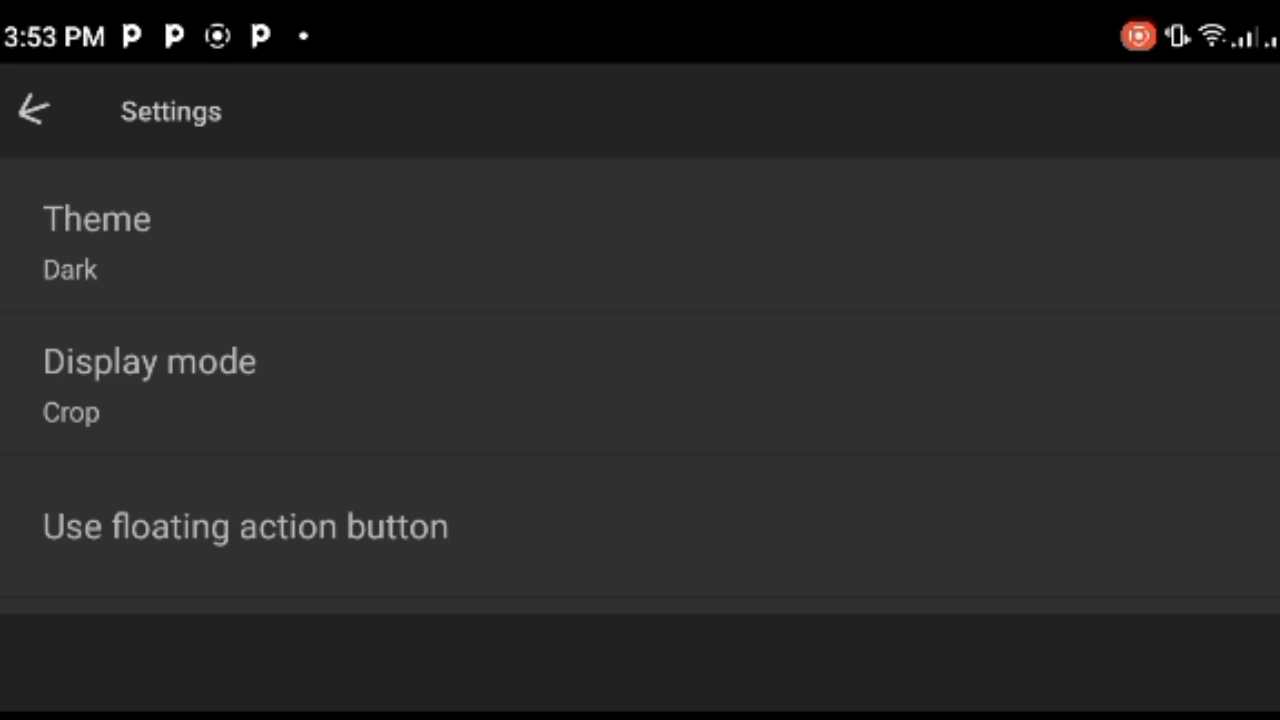 3:53 PM P P P
Settings
Theme
Dark
Display mode
Crop
Use floating action button